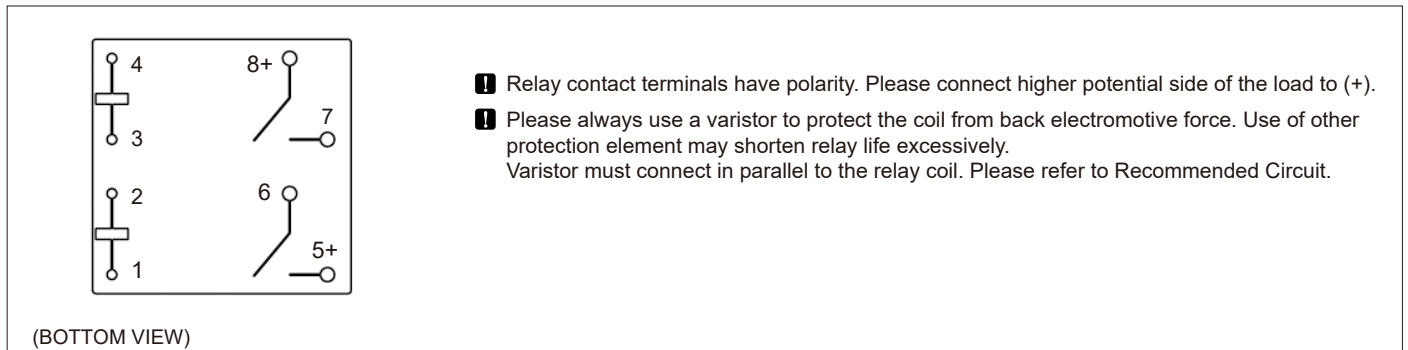 4
8+
7
3
2
6
5+
1
(BOTTOM VIEW)
! Relay contact terminals have polarity. Please connect higher potential side of the load to (+).
! Please always use a varistor to protect the coil from back electromotive force. Use of other
protection element may shorten relay life excessively.
Varistor must connect in parallel to the relay coil. Please refer to Recommended Circuit.